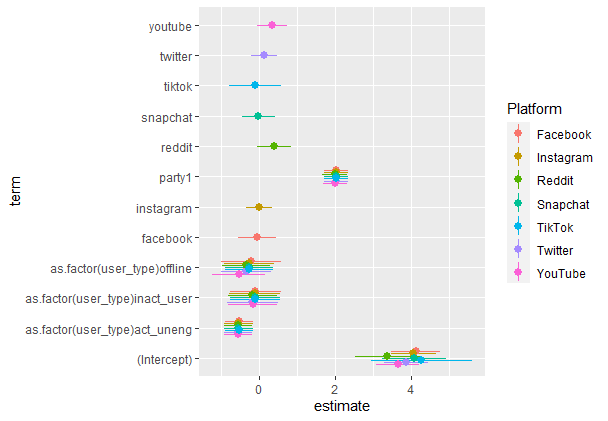 youtube
twitter
tiktok
snapchat
reddit
party1
instagram
facebook
as.factor(user_type)offline
as.factor(user_type)inact_user
as.factor(user_type)act_uneng
(Intercept)
term
0 2 4
estimate
Platform
Facebook
Instagram
Reddit
Snapchat
TikTok
Twitter
YouTube